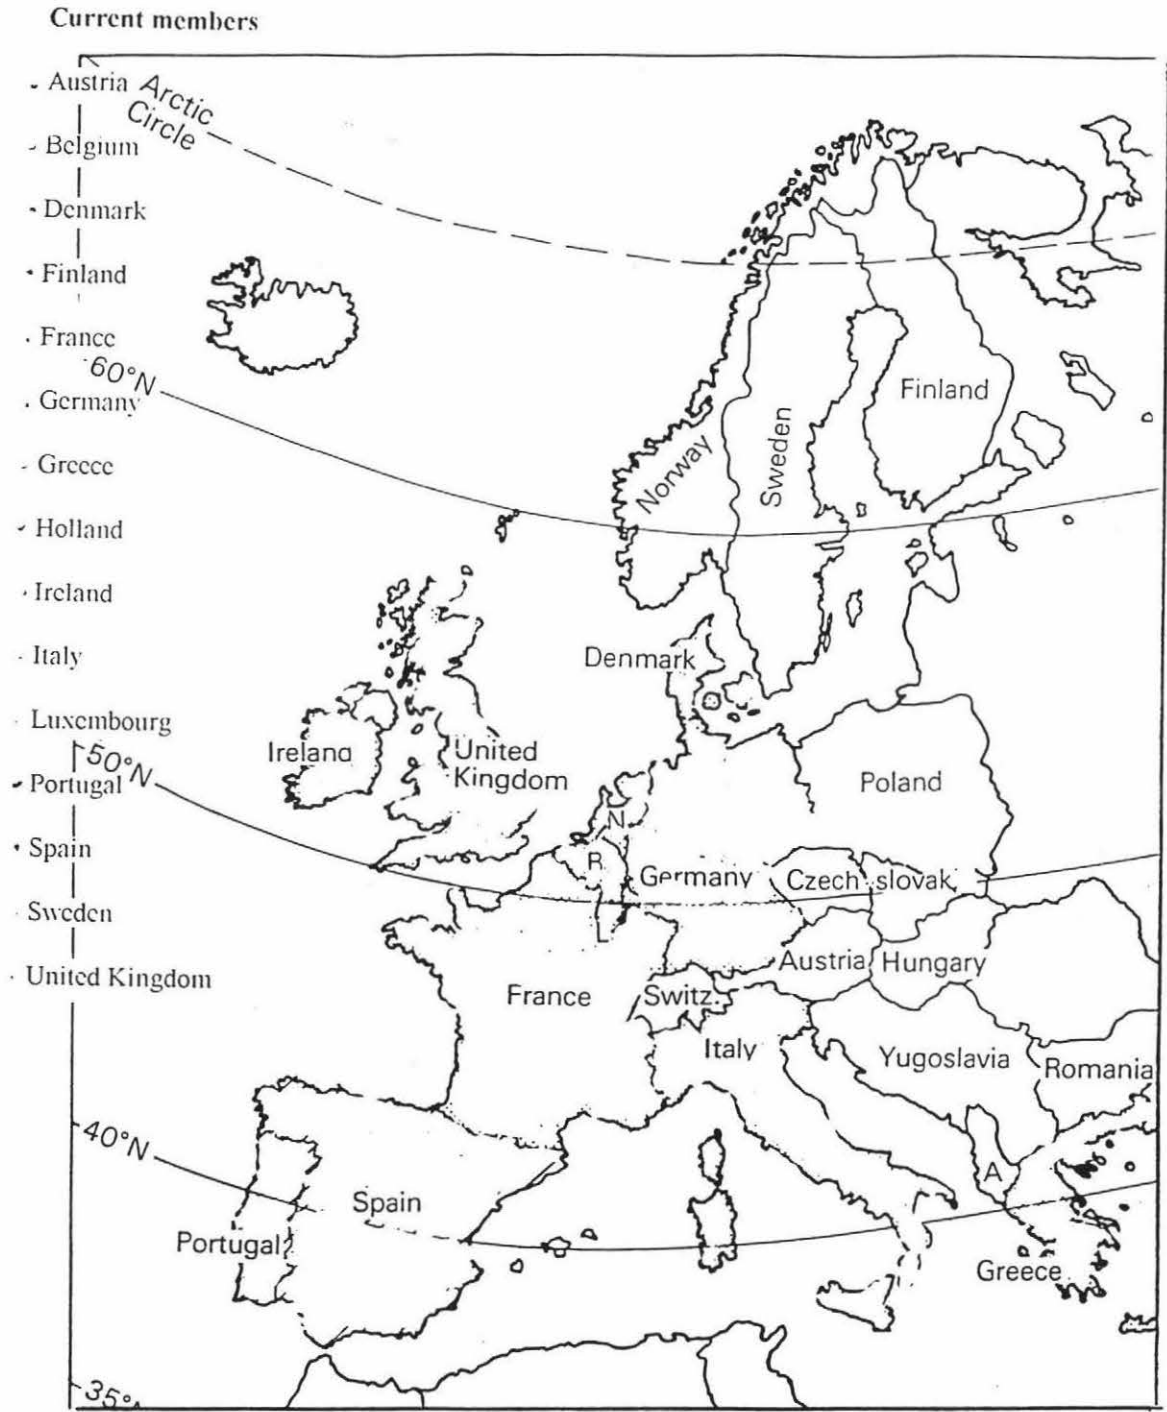 Current members
Austria
Belgium
Denmark
Finland
France
Germany
Greece
Holland
Ireland
Italy
Luxembourg
Portugal
Spain
Sweden
United Kingdom
Arctic
Circle
60°N
50°N
40°N
35°
Norway
Sweden
Finland
Denmark
Ireland
United
Kingdom
Poland
N
B
L
Germany
Czech slovak
Austria
Hungary
France
Switz.
Italy
Yugoslavia
Romania
A
Spain
Portugal
Greece